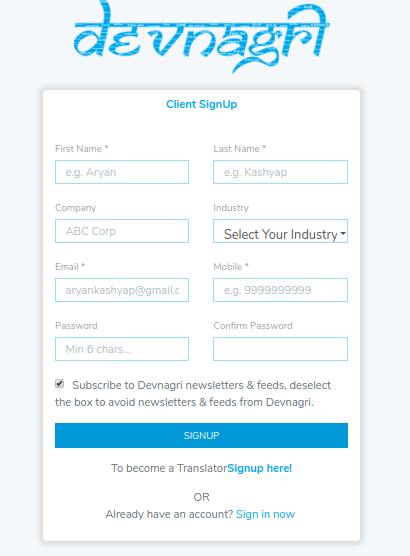 devnagri
Client SignUp
First Name * Last Name *
e.g. Aryan e.g. Kashyap
Company Industry
ABC Corp Select Your Industry
Email * Mobile *
aryankashyap@gmail.c e.g. 9999999999
Password Confirm Password
Min 6 chars...
Subscribe to Devnagri newsletters & feeds, deselect
the box to avoid newsletters & feeds from Devnagri.
SIGNUP
To become a TranslatorSignup here!
OR
Already have an account? Sign in now